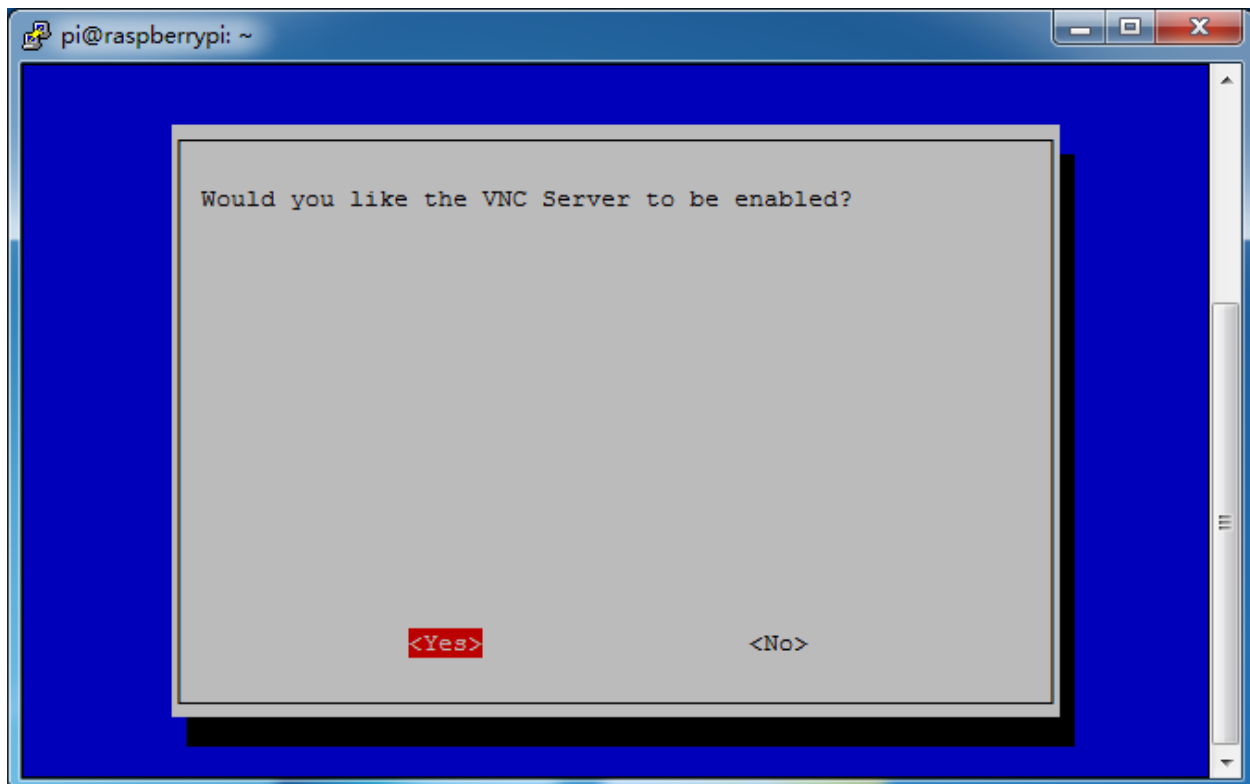 pi@raspberrypi: ~
Would you like the VNC Server to be enabled?
<Yes> <No>